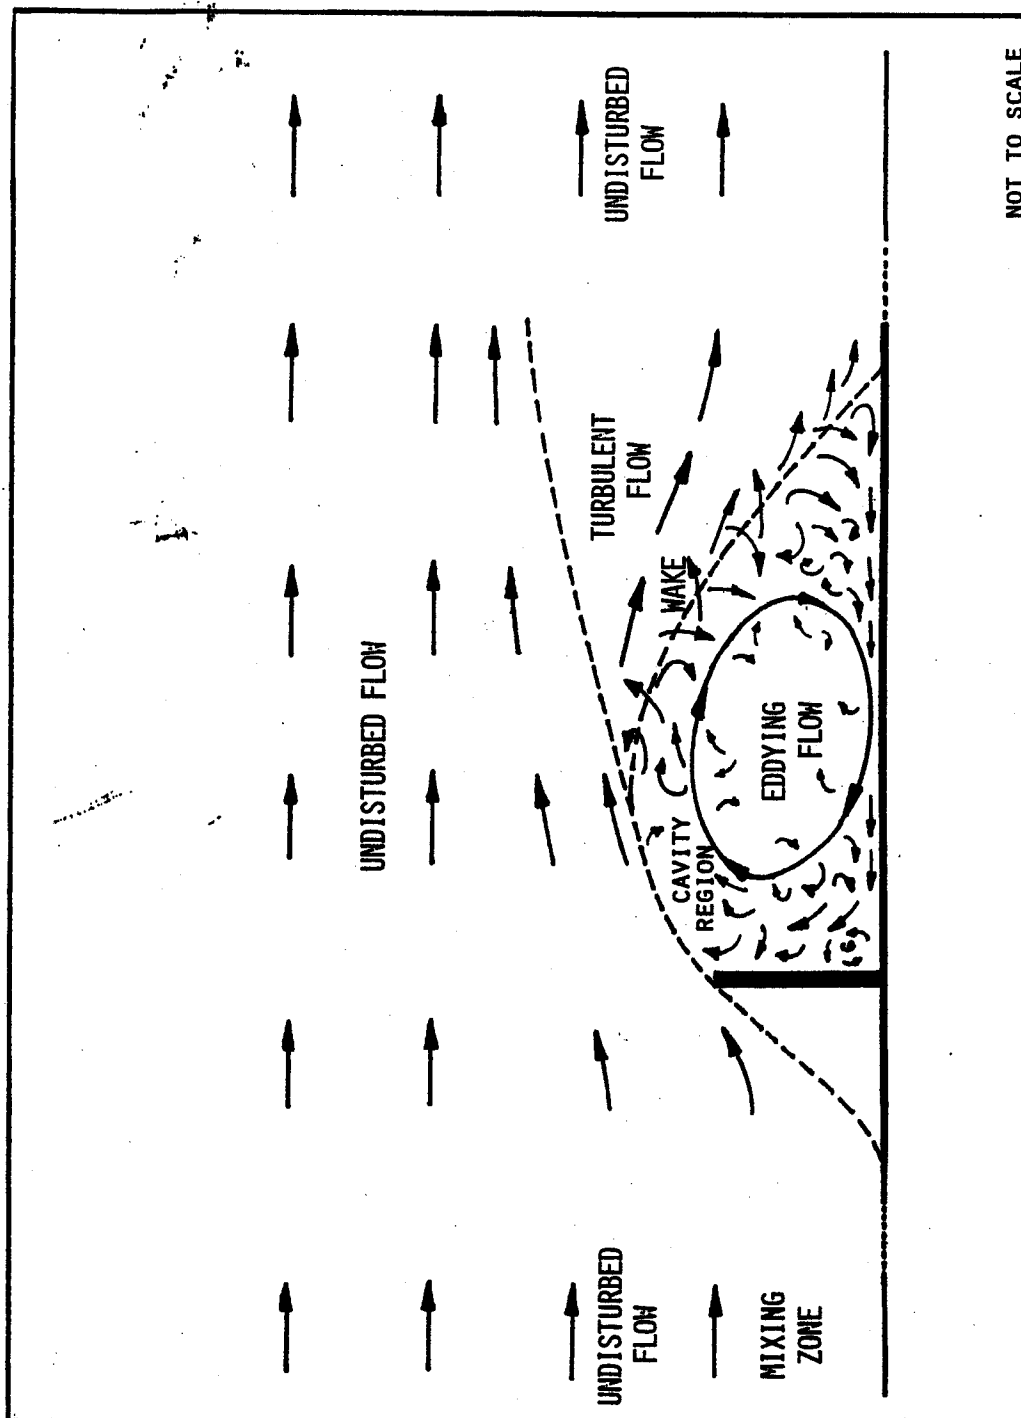 UNDISTURBED FLOW
UNDISTURBED
FLOW
MIXING
ZONE
CAVITY
REGION
EDDYING
FLOW
WAKE
TURBULENT
FLOW
UNDISTURBED
FLOW
NOT TO SCALE